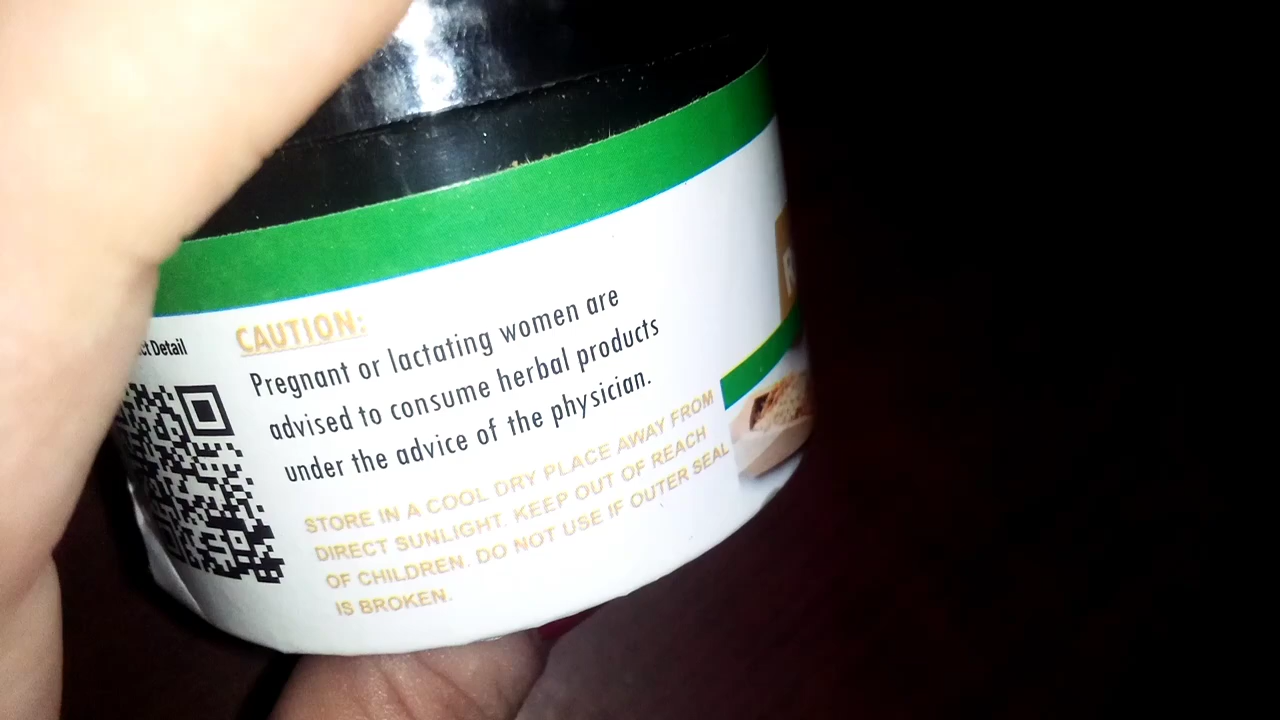 Detail
CAUTION:
Pregnant or lactating women are
advised to consume herbal products
under the advice of the physician.
STORE IN A COOL DRY PLACE AWAY FROM
DIRECT SUNLIGHT. KEEP OUT OF REACH
OF CHILDREN. DO NOT USE IF OUTER SEAL
IS BROKEN.